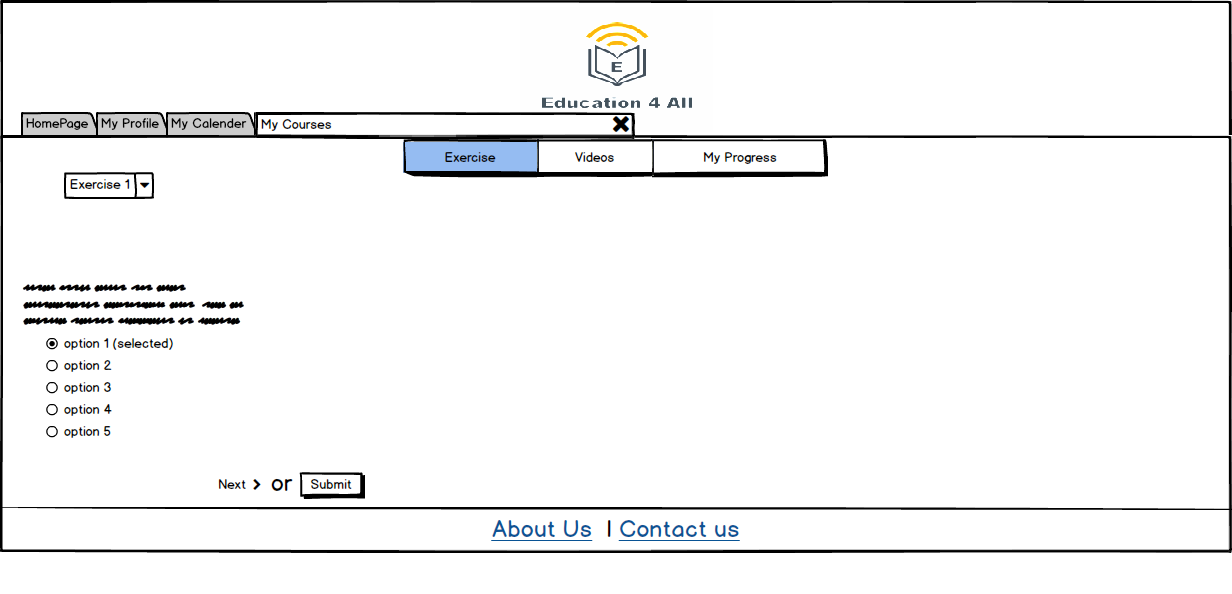 E
Education 4 All
HomePage My Profile My Calender My Courses
Exercise Videos My Progress
Exercise 1
option 1 (selected)
option 2
option 3
option 4
option 5
Next or Submit
About Us | Contact us